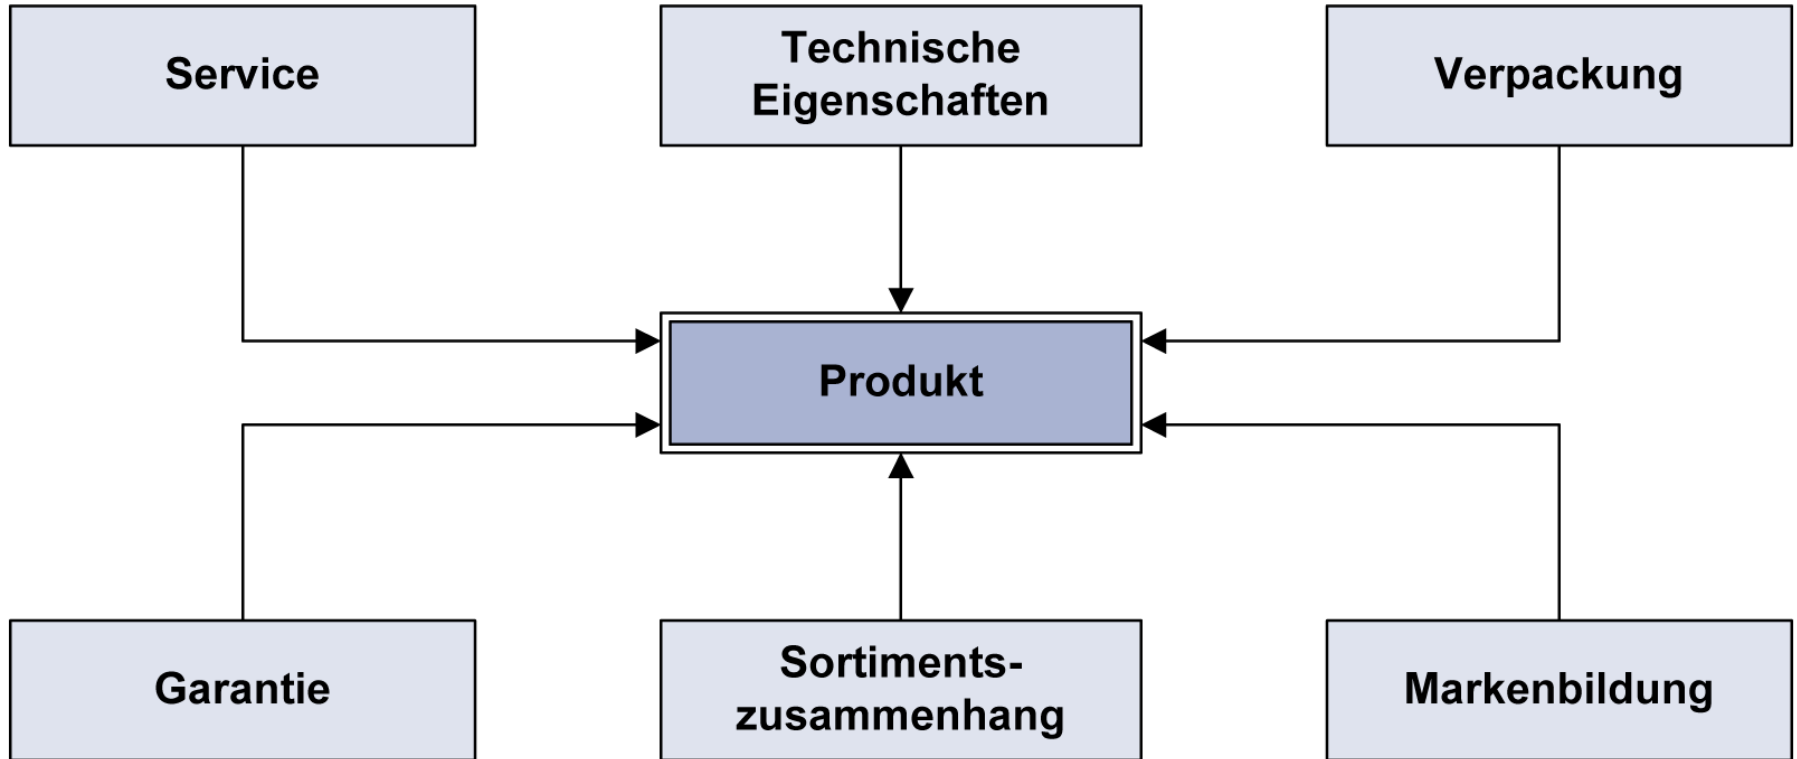 Service
Technische
Eigenschaften
Verpackung
Produkt
Garantie
Sortiments-
zusammenhang
Markenbildung